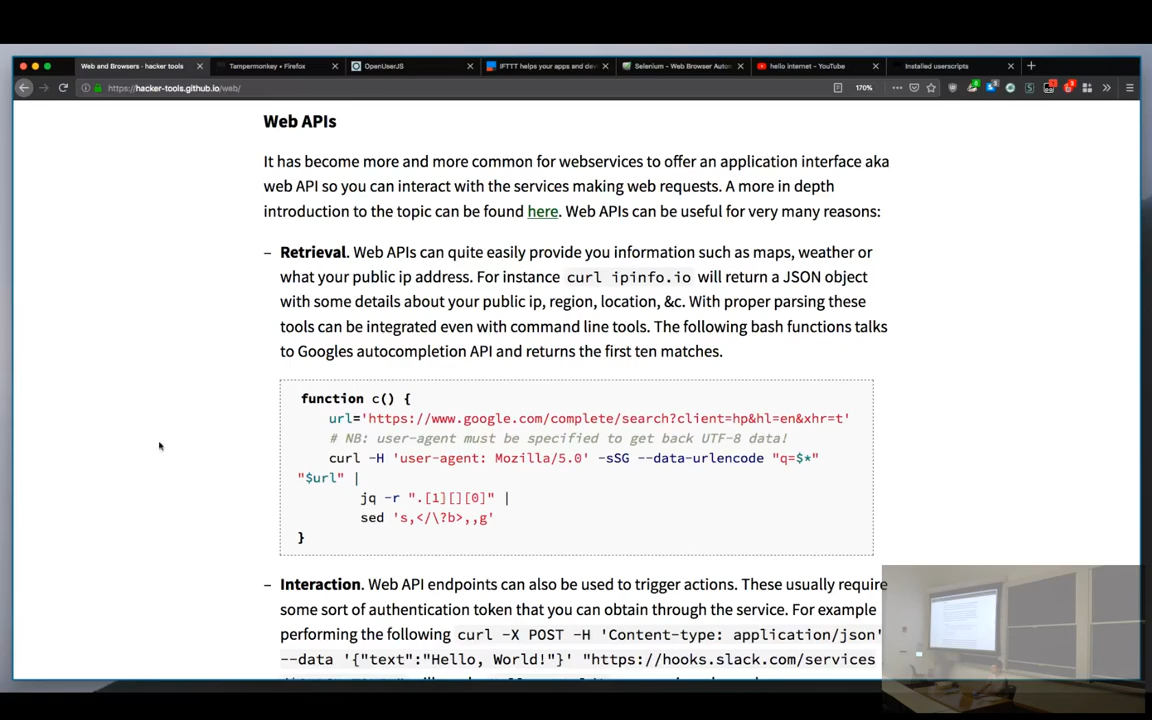 Web and Browsers - hacker tools
Tampermonkey • Firefox
OpenUserJS
IFTTT helps your apps and dev
Selenium - Web Browser Autom
hello internet - YouTube
Installed userscripts
https://hacker-tools.github.io/web/
170%
Web APIs
It has become more and more common for webservices to offer an application interface aka
web API so you can interact with the services making web requests. A more in depth
introduction to the topic can be found here. Web APIs can be useful for very many reasons:
– Retrieval. Web APIs can quite easily provide you information such as maps, weather or
what your public ip address. For instance curl ipinfo.io will return a JSON object
with some details about your public ip, region, location, &c. With proper parsing these
tools can be integrated even with command line tools. The following bash functions talks
to Googles autocompletion API and returns the first ten matches.
function c() {
url='https://www.google.com/complete/search?client=hp&hl=en&xhr=t'
# NB: user-agent must be specified to get back UTF-8 data!
curl -H 'user-agent: Mozilla/5.0' -sSG --data-urlencode "q=$*"
"$url" |
jq -r ".[1][][0]" |
sed 's,</\?b>,,g'
}
– Interaction. Web API endpoints can also be used to trigger actions. These usually require
some sort of authentication token that you can obtain through the service. For example
performing the following curl -X POST -H 'Content-type: application/json'
--data '{"text":"Hello, World!"}' "https://hooks.slack.com/services